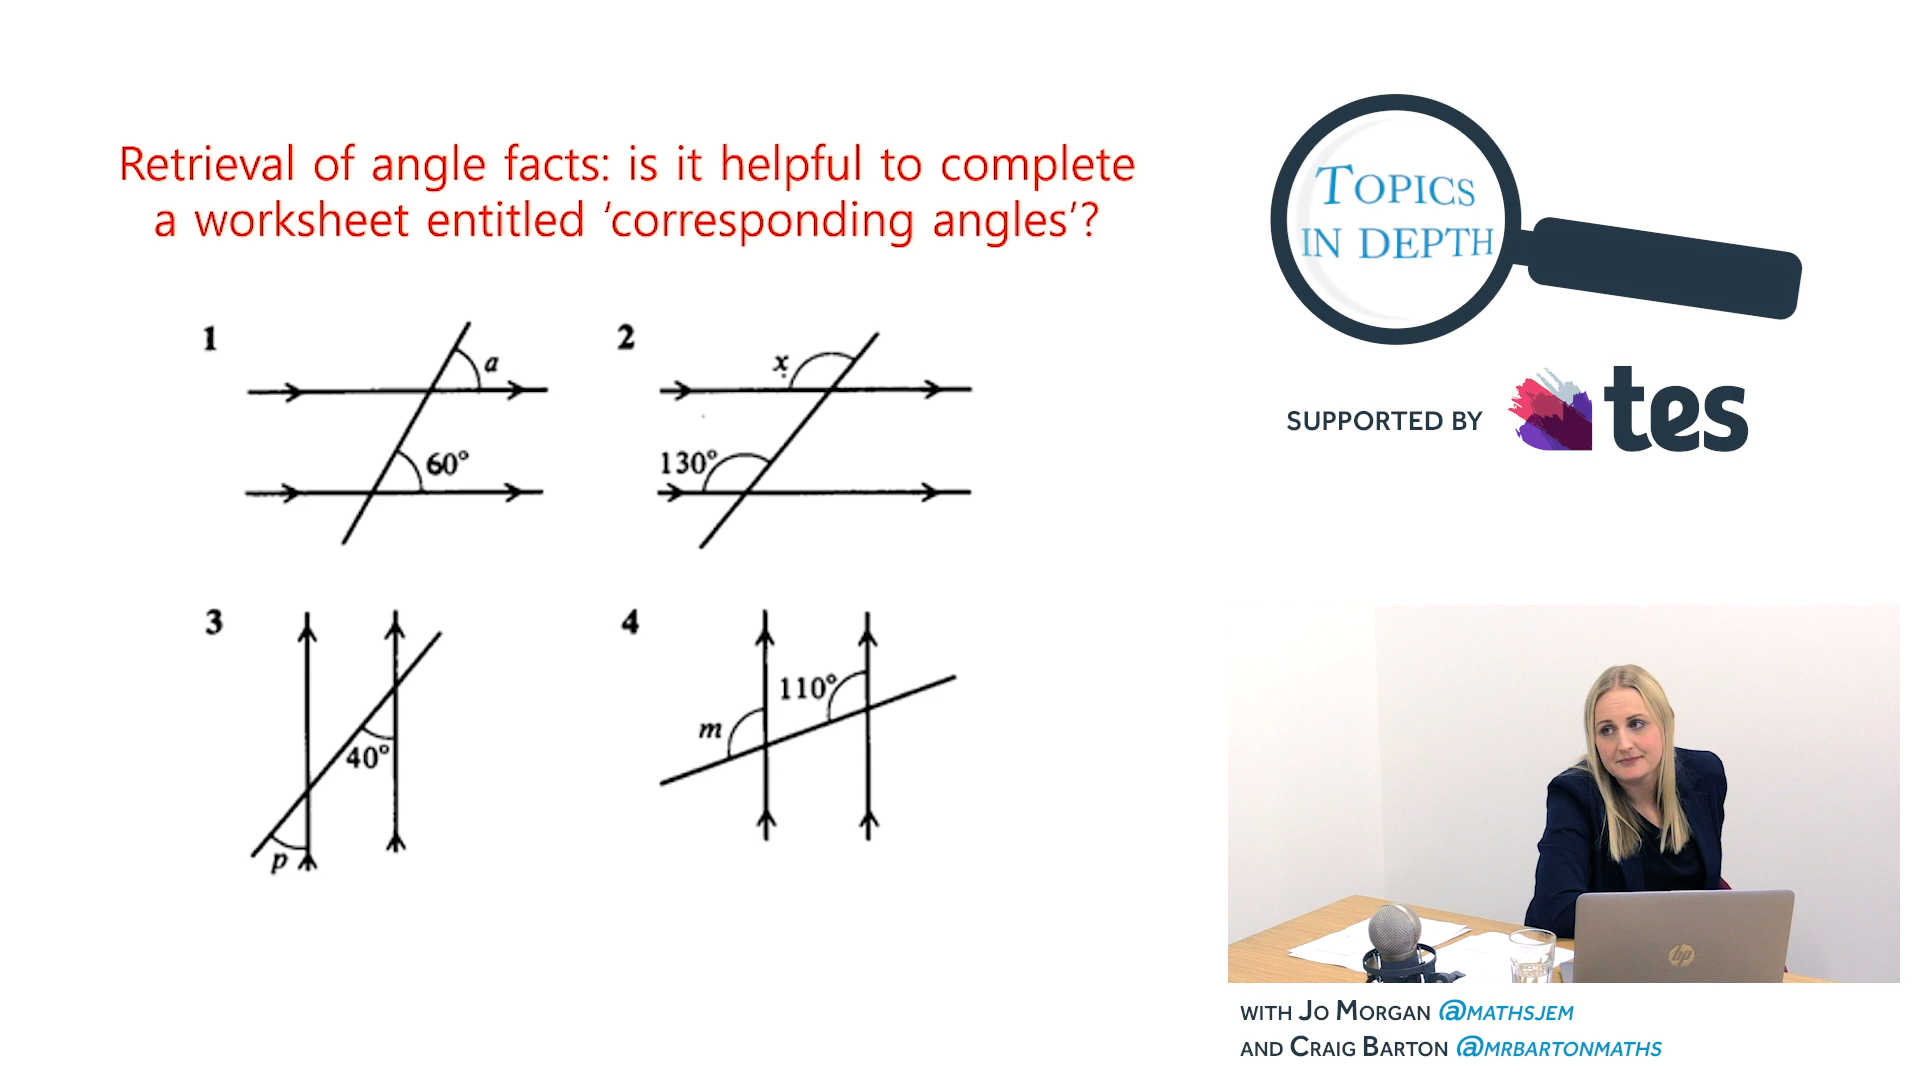 Retrieval of angle facts: is it helpful to complete
a worksheet entitled ‘corresponding angles’?
1
a
60°
2
x
130°
3
40°
p
4
110°
m
TOPICS
IN DEPTH
SUPPORTED BY tes
hp
WITH JO MORGAN @MATHSJEM
AND CRAIG BARTON @MRBARTONMATHS